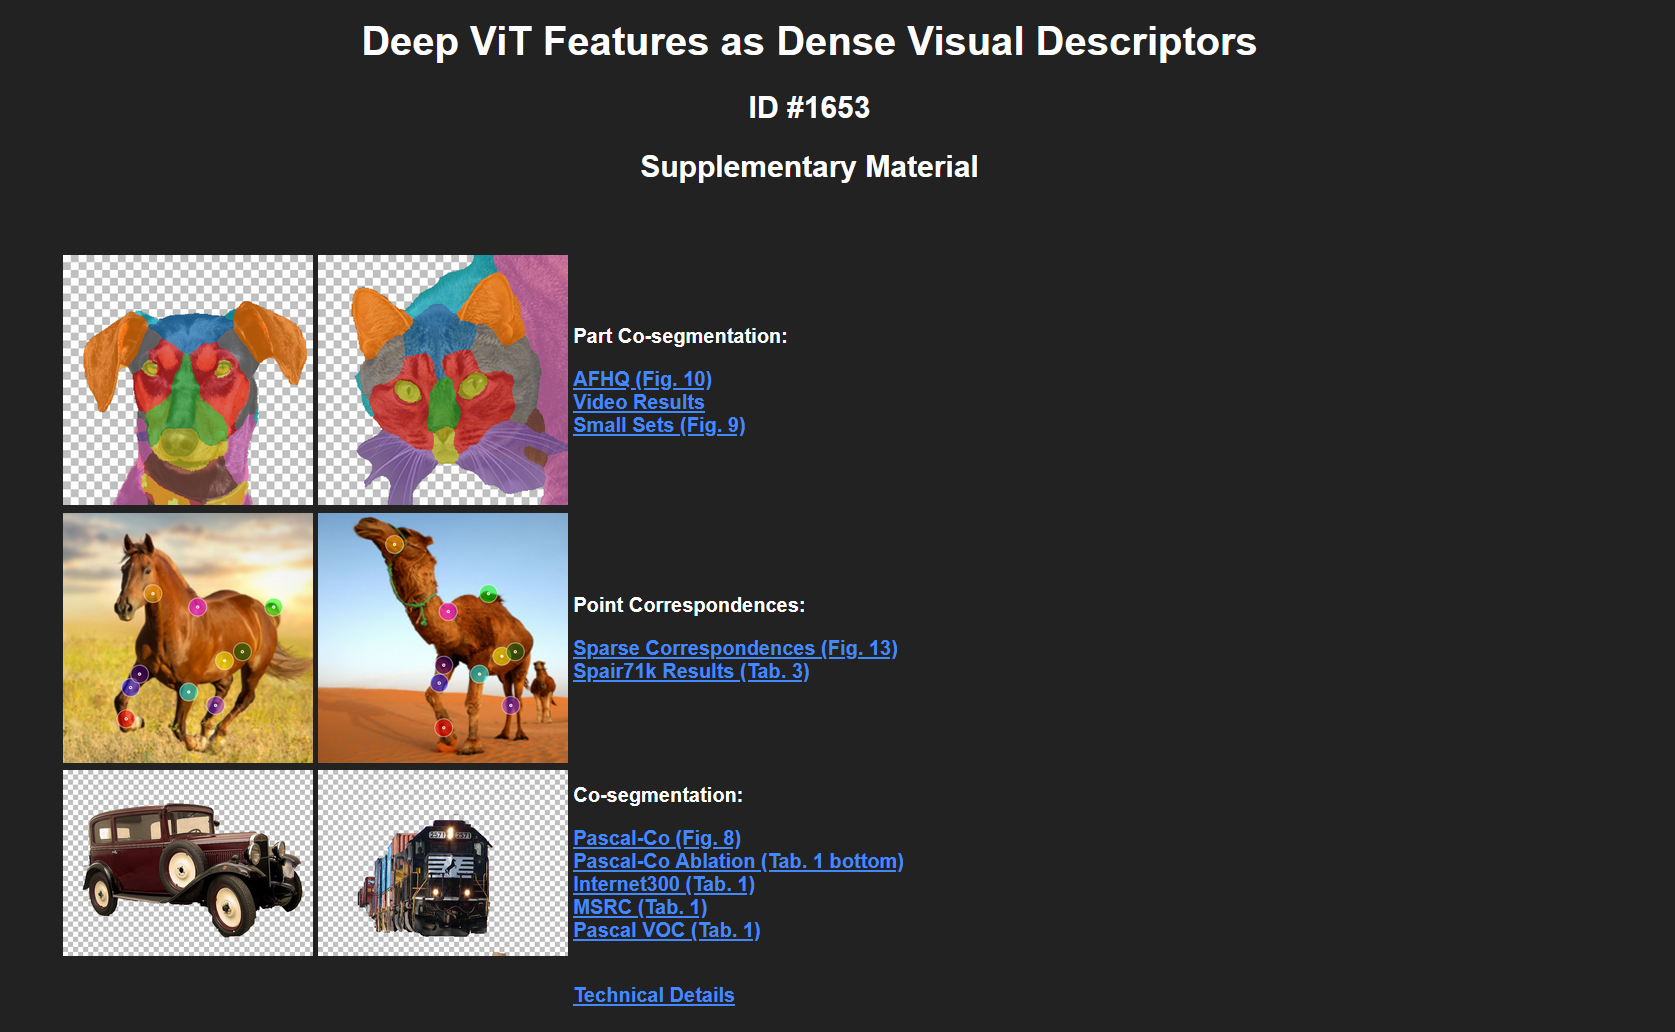 Deep ViT Features as Dense Visual Descriptors
ID #1653
Supplementary Material
Part Co-segmentation:
AFHQ (Fig. 10)
Video Results
Small Sets (Fig. 9)
Point Correspondences:
Sparse Correspondences (Fig. 13)
Spair71k Results (Tab. 3)
Co-segmentation:
Pascal-Co (Fig. 8)
Pascal-Co Ablation (Tab. 1 bottom)
Internet300 (Tab. 1)
MSRC (Tab. 1)
Pascal VOC (Tab. 1)
2571 2571
Technical Details